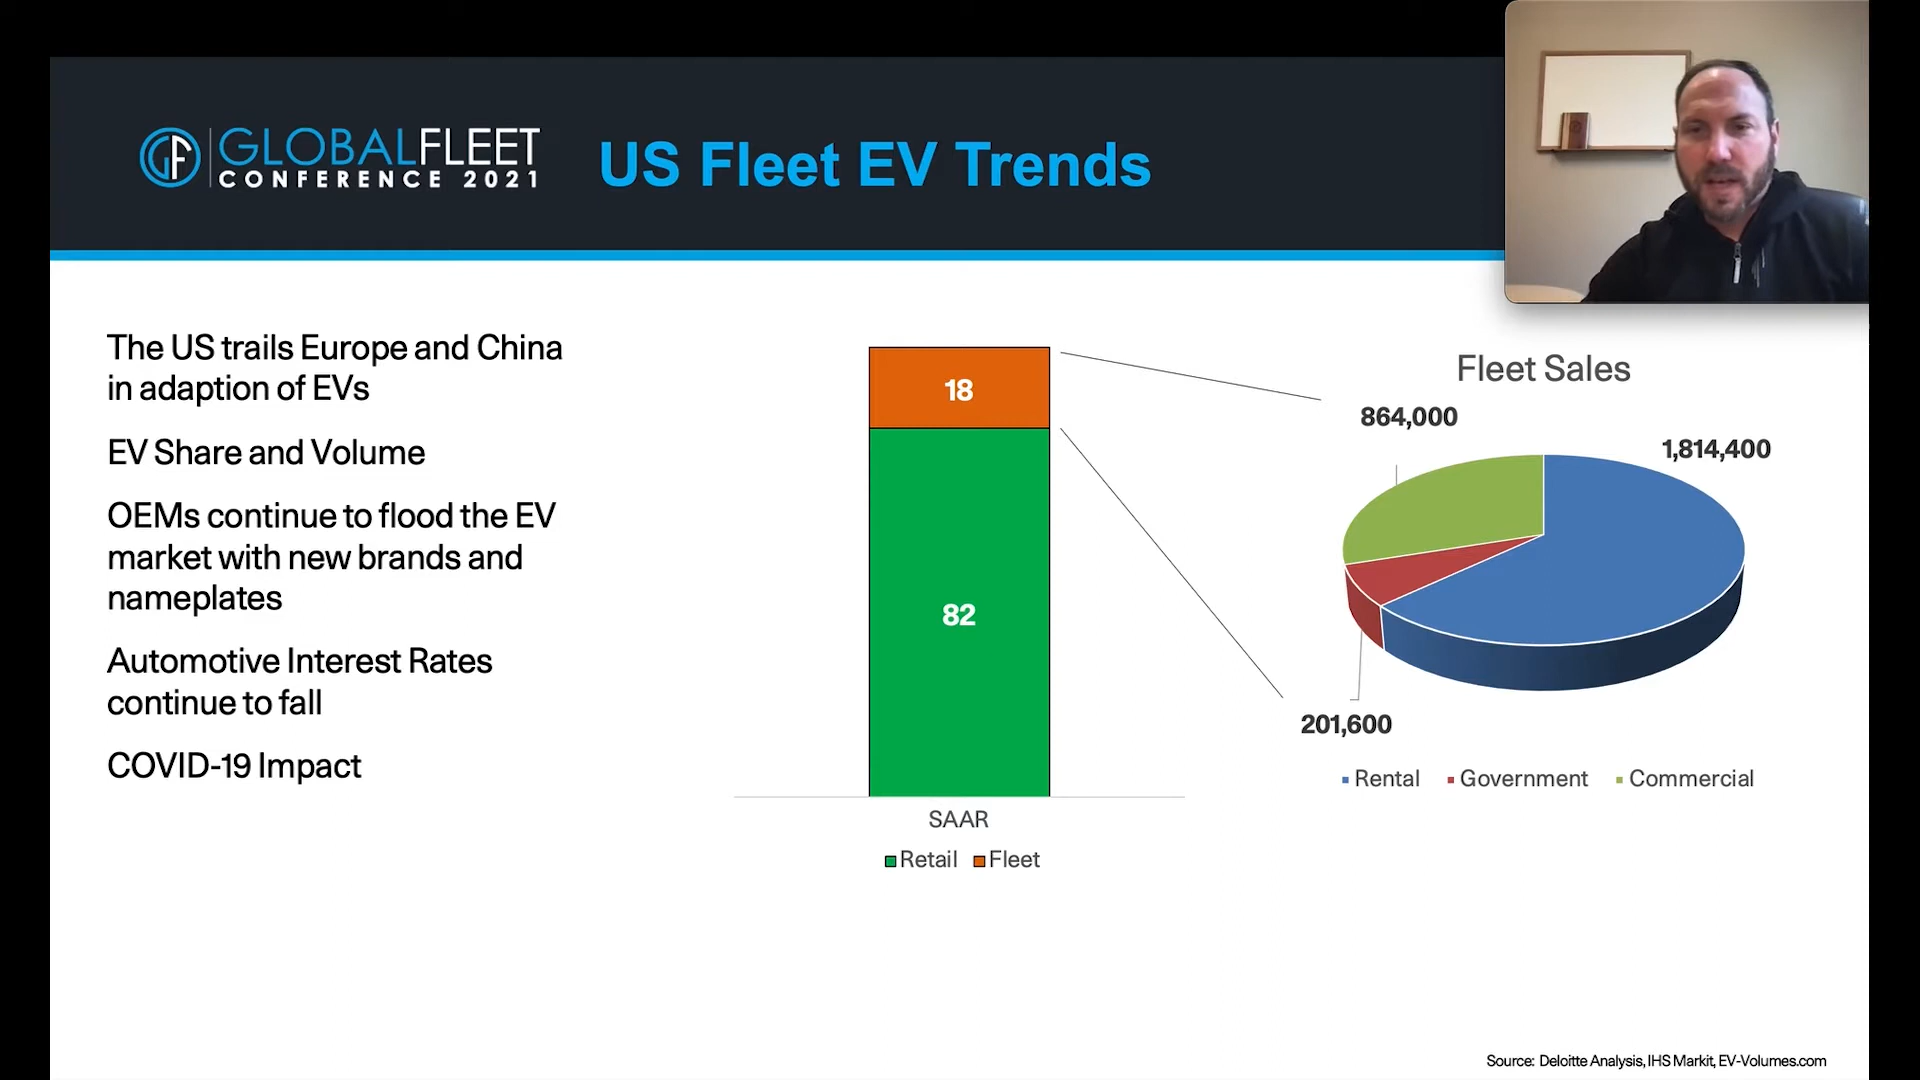 GF GLOBALFLEET
CONFERENCE 2021
US Fleet EV Trends
The US trails Europe and China
in adaption of EVs
EV Share and Volume
OEMs continue to flood the EV
market with new brands and
nameplates
Automotive Interest Rates
continue to fall
COVID-19 Impact
18
82
SAAR
Retail Fleet
Fleet Sales
864,000
1,814,400
201,600
Rental Government Commercial
Source: Deloitte Analysis, IHS Markit, EV-Volumes.com